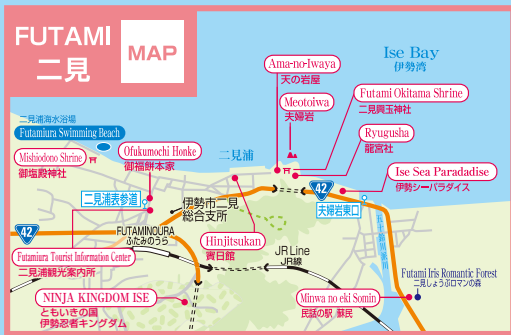 FUTAMI
二見
MAP
Ise Bay
伊勢湾
Ama-no-Iwaya
天の岩屋
Meotoiwa
夫婦岩
Futami Okitama Shrine
二見興玉神社
Ryugusha
龍宮社
Ise Sea Paradadise
伊勢シーパラダイス
二見浦海水浴場
Futamiura Swimming Beach
二見浦
Mishiodono Shrine
御塩殿神社
Ofukumochi Honke
御福餅本家
二見浦表参道
伊勢市二見
総合支所
42
夫婦岩東口
42
FUTAMINOURA
ふたみのうら
Hinjitsukan
賓日館
Futamiura Tourist Information Center
二見浦観光案内所
JR Line
JR線
NINJA KINGDOM ISE
ともいきの国
伊勢忍者キングダム
Minwa no eki Somin
民話の駅 蘇民
Futami Iris Romantic Forest
二見しょうぶロマンの森